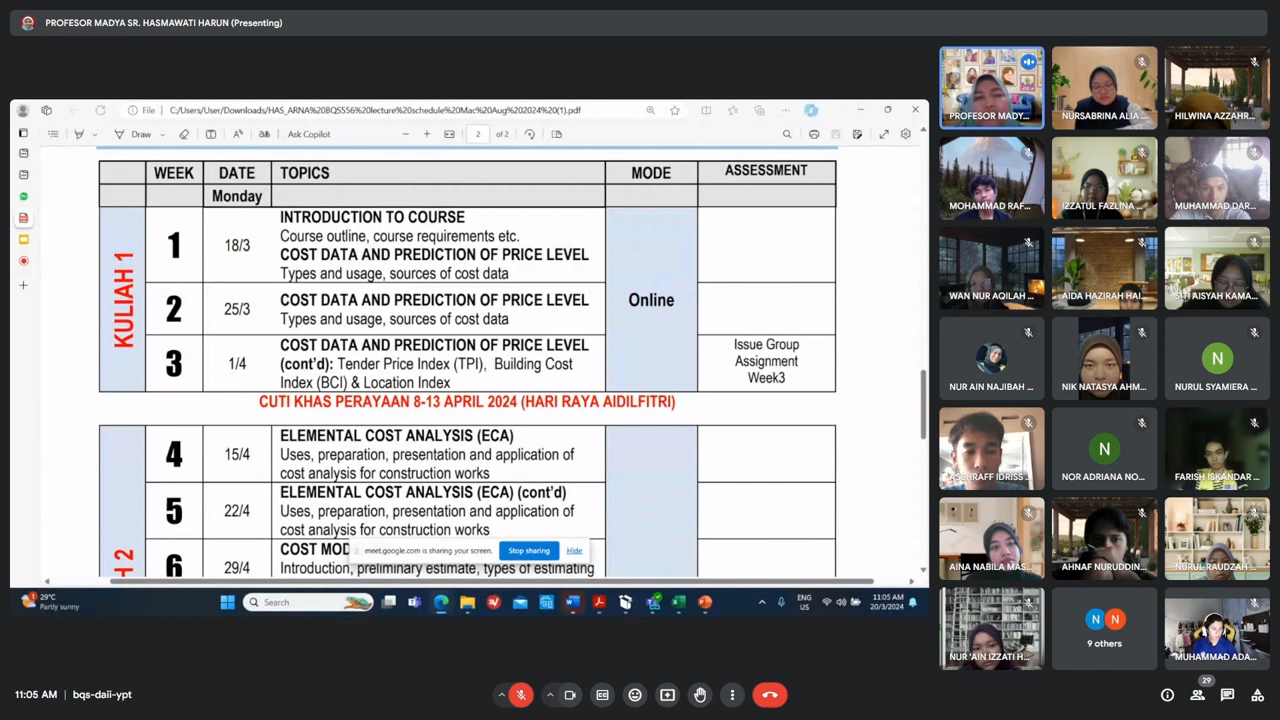 PROFESOR MADYA SR. HASMAWATI HARUN (Presenting)
File C:/Users/User/Downloads/HAS_ARNA%20BQS556%20lecture%20schedule%20Mac%20Aug%202024%20(1).pdf
Draw Ask Copilot 2 of 2
WEEK DATE TOPICS MODE ASSESSMENT
Monday
KULIAH 1
1 18/3
INTRODUCTION TO COURSE
Course outline, course requirements etc.
COST DATA AND PREDICTION OF PRICE LEVEL
Types and usage, sources of cost data
2 25/3
COST DATA AND PREDICTION OF PRICE LEVEL
Types and usage, sources of cost data
Online
3 1/4
COST DATA AND PREDICTION OF PRICE LEVEL
(cont'd): Tender Price Index (TPI), Building Cost
Index (BCI) & Location Index
Issue Group
Assignment
Week3
CUTI KHAS PERAYAAN 8-13 APRIL 2024 (HARI RAYA AIDILFITRI)
4 15/4
ELEMENTAL COST ANALYSIS (ECA)
Uses, preparation, presentation and application of
cost analysis for construction works
5 22/4
ELEMENTAL COST ANALYSIS (ECA) (cont'd)
Uses, preparation, presentation and application of
cost analysis for construction works
H 2
6 29/4
COST MOD
Introduction, preliminary estimate, types of estimating
meet.google.com is sharing your screen. Stop sharing Hide
1
29°C
Partly sunny
Search
ENG
US
11:05 AM
20/3/2024
PROFESOR MADY...
NURSABRINA ALIA ...
HILWINA AZZAHR...
MOHAMMAD RAF...
IZZATUL FAZLINA ...
MUHAMMAD DAR...
WAN NUR AQILAH ...
AIDA HAZIRAH HAI...
SITI AISYAH KAMA...
NUR AIN NAJIBAH ...
NIK NATASYA AHM...
N
NURUL SYAMIERA ...
ASSHRAFF IDRISS ...
N
NOR ADRIANA NO...
FARISH ISKANDAR ...
AINA NABILA MAS...
AHNAF NURUDDIN...
NURUL RAUDZAH ...
NUR 'AIN IZZATI H...
N N
9 others
MUHAMMAD ADA...
11:05 AM | bqs-daii-ypt
29